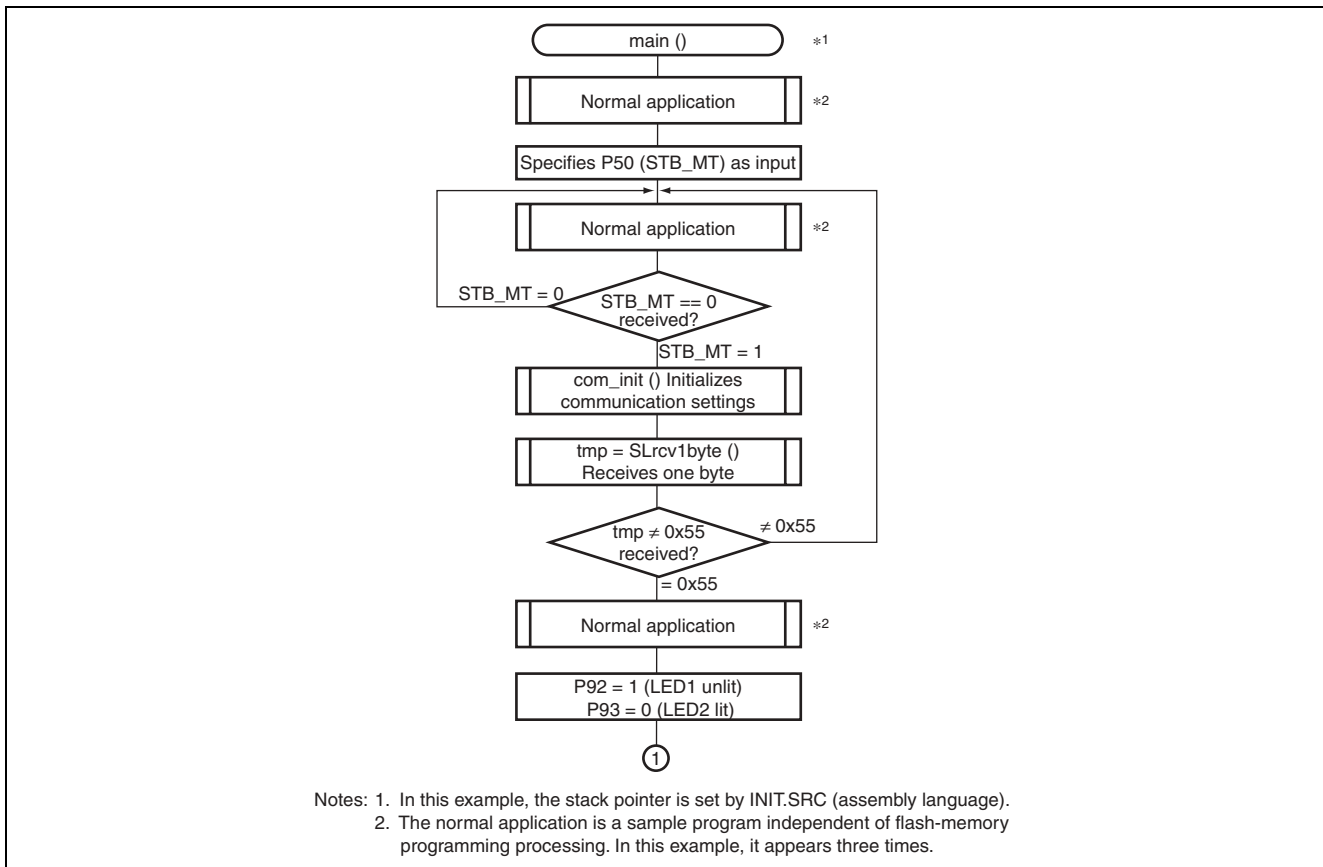 main ()
*1
Normal application
*2
Specifies P50 (STB_MT) as input
Normal application
*2
STB_MT = 0
STB_MT == 0
received?
STB_MT = 1
com_init () Initializes
communication settings
tmp = SLrcv1byte ()
Receives one byte
tmp ≠ 0x55
received?
≠ 0x55
= 0x55
Normal application
*2
P92 = 1 (LED1 unlit)
P93 = 0 (LED2 lit)
1
Notes: 1. In this example, the stack pointer is set by INIT.SRC (assembly language).
2. The normal application is a sample program independent of flash-memory
programming processing. In this example, it appears three times.